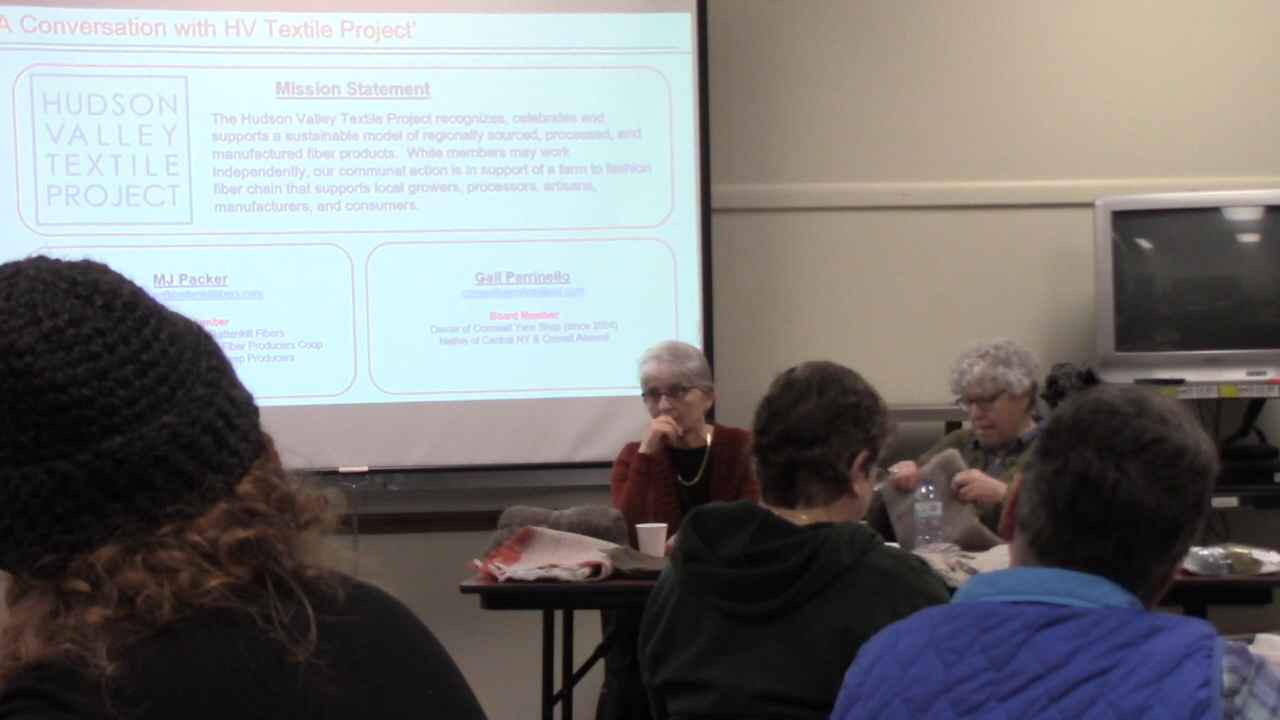 A Conversation with HV Textile Project'
HUDSON
VALLEY
TEXTILE
PROJECT
Mission Statement
The Hudson Valley Textile Project recognizes, celebrates and
supports a sustainable model of regionally sourced, processed, and
manufactured fiber products. While members may work
independently, our communal action is in support of a farm to fashion
fiber chain that supports local growers, processors, artisans,
manufacturers, and consumers.
MJ Packer
@battenkillfibers.com
Battenkill Fibers
Fiber Producers Coop
Producers
Gail Parrinello
Board Member
Owner of Cornwall Yarn Shop (since 2004)
Native of Central NY & Cornell Alumni